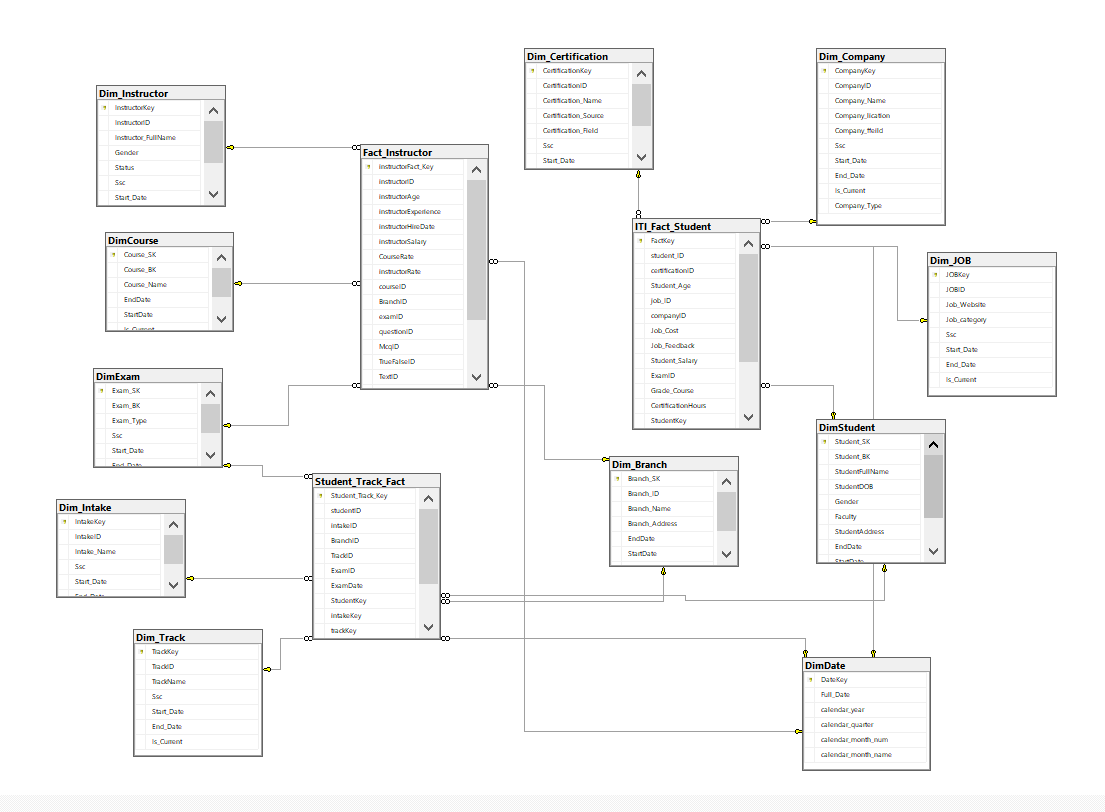 Dim_Instructor
InstructorKey
InstructorID
Instructor_FullName
Gender
Status
Ssc
Start_Date
DimCourse
Course_SK
Course_BK
Course_Name
EndDate
StartDate
Is_Current
DimExam
Exam_SK
Exam_BK
Exam_Type
Ssc
Start_Date
End_Date
Dim_Intake
IntakeKey
IntakeID
Intake_Name
Ssc
Start_Date
End_Date
Dim_Track
TrackKey
TrackID
TrackName
Ssc
Start_Date
End_Date
Is_Current
Fact_Instructor
instructorFact_Key
instructorID
instructorAge
instructorExperience
instructorHireDate
instructorSalary
CourseRate
instructorRate
courseID
BranchID
examID
questionID
McqID
TrueFalseID
TextID
Student_Track_Fact
Student_Track_Key
studentID
intakeID
BranchID
TrackID
ExamID
ExamDate
StudentKey
intakeKey
trackKey
Dim_Certification
CertificationKey
CertificationID
Certification_Name
Certification_Source
Certification_Field
Ssc
Start_Date
ITI_Fact_Student
FactKey
student_ID
certificationID
Student_Age
job_ID
companyID
Job_Cost
Job_Feedback
Student_Salary
ExamID
Grade_Course
CertificationHours
StudentKey
Dim_Branch
Branch_SK
Branch_ID
Branch_Name
Branch_Address
EndDate
StartDate
Dim_Company
CompanyKey
CompanyID
Company_Name
Company_lication
Company_ffeild
Ssc
Start_Date
End_Date
Is_Current
Company_Type
Dim_JOB
JOBKey
JOBID
Job_Website
Job_category
Ssc
Start_Date
End_Date
Is_Current
DimStudent
Student_SK
Student_BK
StudentFullName
StudentDOB
Gender
Faculty
StudentAddress
EndDate
StartDate
DimDate
DateKey
Full_Date
calendar_year
calendar_quarter
calendar_month_num
calendar_month_name